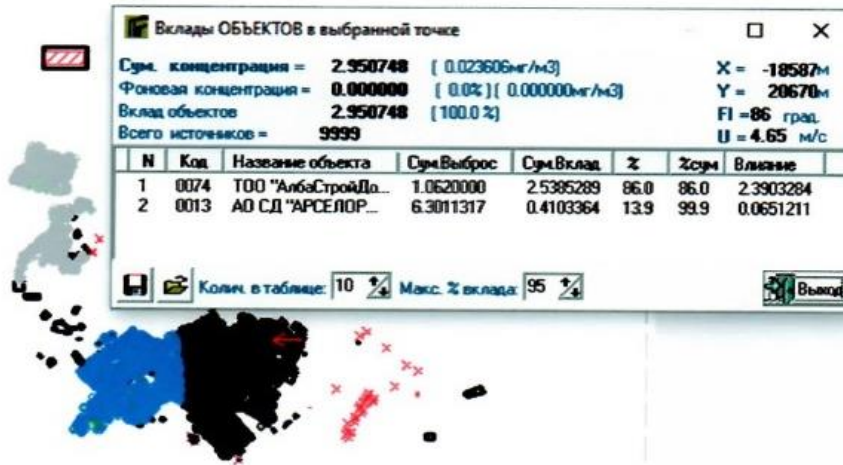 Вклады ОБЪЕКТОВ в выбранной точке
Сум. концентрация = 2.950748 ( 0.023606мг/м3) X = -18587м
Фоновая концентрация = 0.000000 ( 0.0% )( 0.000000мг/м3) Y = 20670м
Вклад объектов 2.950748 (100.0 %) FI =86 град.
Всего источников = 9999 U = 4.65 м/с
N Код Название объекта Сум.Выброс Сум.Вклад % %сум Влияние
1 0074 ТОО "АлбаСтройДо... 1.0620000 2.5385289 86.0 86.0 2.3903284
2 0013 АО СД "АРСЕЛОР... 6.3011317 0.4103364 13.9 99.9 0.0651211
Колич. в таблице: 10 Макс. % вклада: 95 Выход